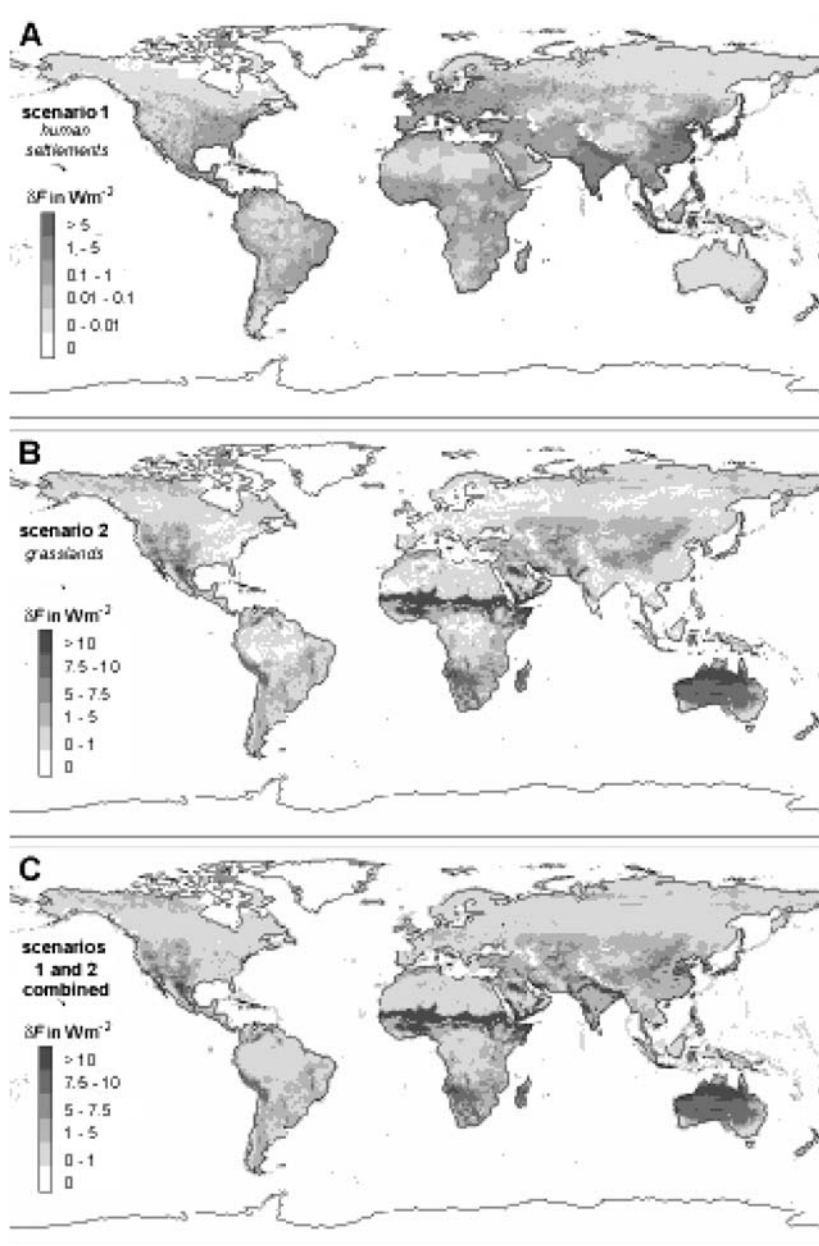 A
scenario 1
human
settlements
δF in Wm⁻²
> 5
1 - 5
0.1 - 1
0.01 - 0.1
0 - 0.01
0
B
scenario 2
grasslands
δF in Wm⁻²
> 10
7.5 - 10
5 - 7.5
1 - 5
0 - 1
0
C
scenarios
1 and 2
combined
δF in Wm⁻²
> 10
7.5 - 10
5 - 7.5
1 - 5
0 - 1
0